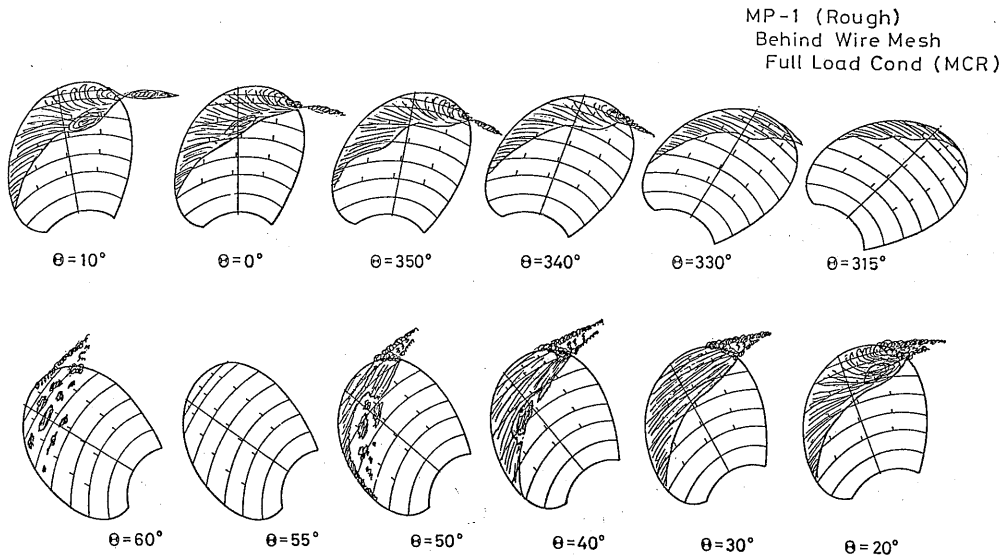 MP-1 (Rough)
Behind Wire Mesh
Full Load Cond (MCR)
Θ=10°
Θ=0°
Θ=350°
Θ=340°
Θ=330°
Θ=315°
Θ=60°
Θ=55°
Θ=50°
Θ=40°
Θ=30°
Θ=20°